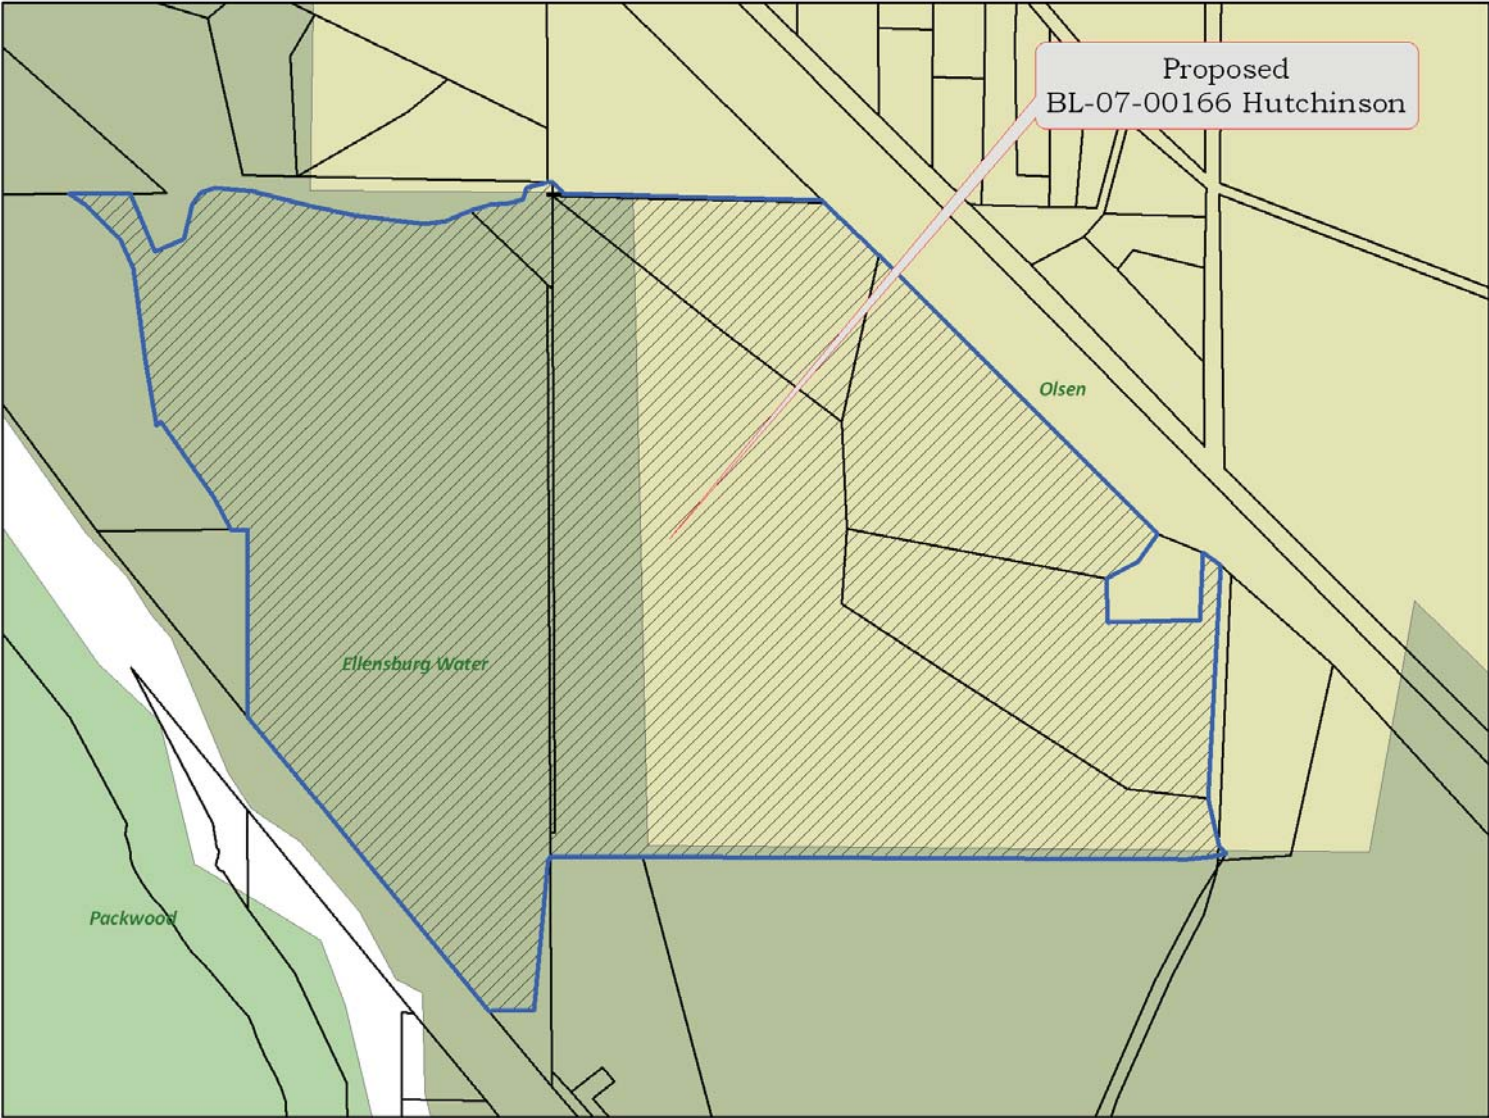 Proposed
BL-07-00166 Hutchinson
Olsen
Ellensburg Water
Packwood